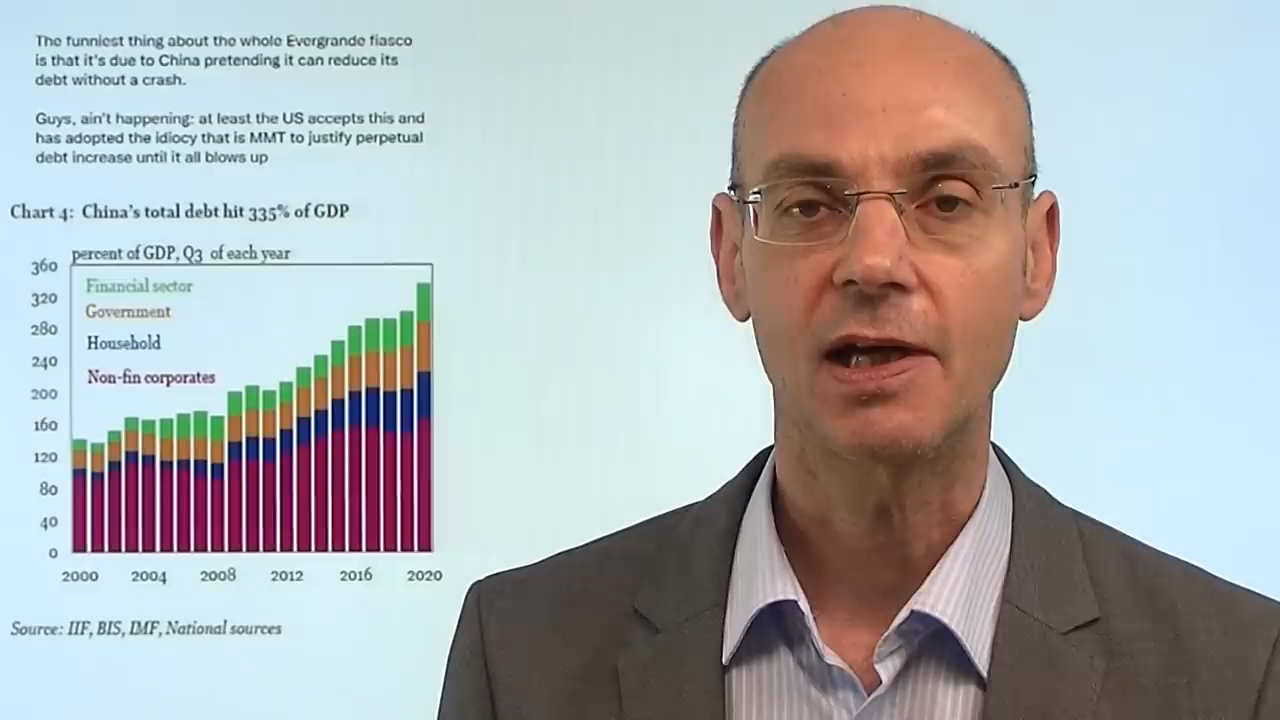 The funniest thing about the whole Evergrande fiasco
is that it's due to China pretending it can reduce its
debt without a crash.
Guys, ain't happening: at least the US accepts this and
has adopted the idiocy that is MMT to justify perpetual
debt increase until it all blows up
Chart 4: China's total debt hit 335% of GDP
percent of GDP, Q3 of each year
360
320
280
240
200
160
120
80
40
0
Financial sector
Government
Household
Non-fin corporates
2000 2004 2008 2012 2016 2020
Source: IIF, BIS, IMF, National sources